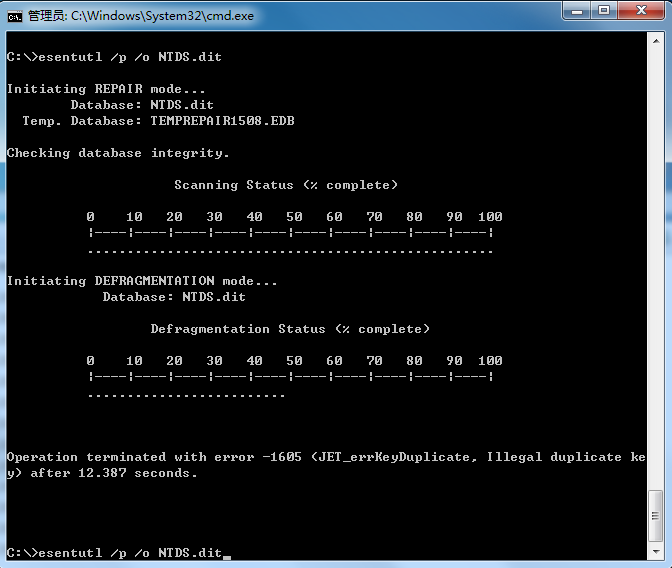 管理员: C:\Windows\System32\cmd.exe
C:\>esentutl /p /o NTDS.dit
Initiating REPAIR mode...
Database: NTDS.dit
Temp. Database: TEMPREPAIR1508.EDB
Checking database integrity.
Scanning Status (% complete)
0 10 20 30 40 50 60 70 80 90 100
|----|----|----|----|----|----|----|----|----|----|
...................................................
Initiating DEFRAGMENTATION mode...
Database: NTDS.dit
Defragmentation Status (% complete)
0 10 20 30 40 50 60 70 80 90 100
|----|----|----|----|----|----|----|----|----|----|
.........................
Operation terminated with error -1605 (JET_errKeyDuplicate, Illegal duplicate ke
y) after 12.387 seconds.
C:\>esentutl /p /o NTDS.dit_